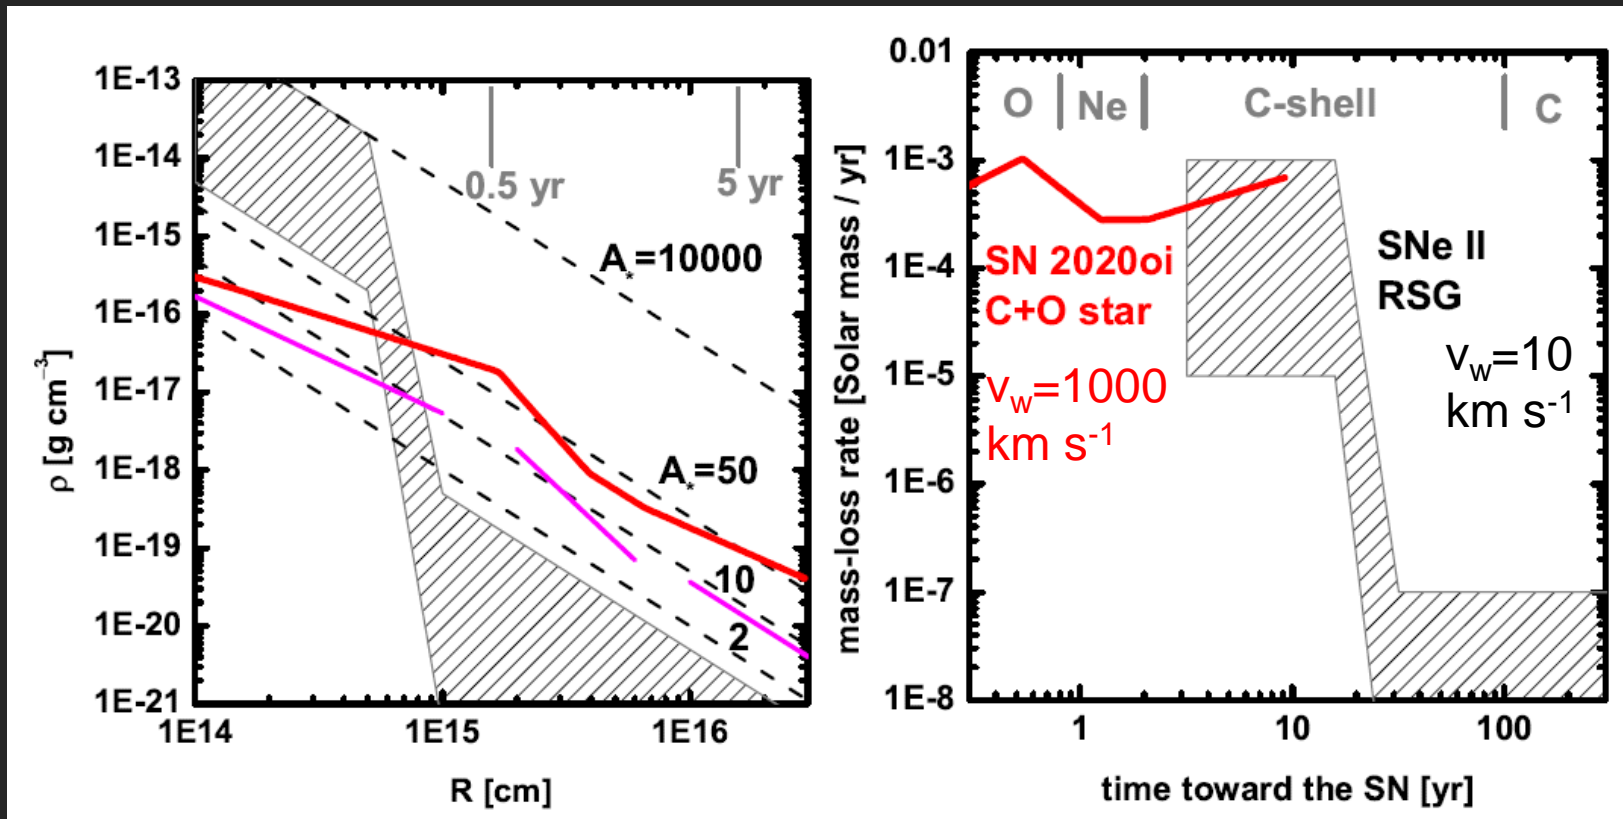 1E-13
1E-14
1E-15
1E-16
1E-17
1E-18
1E-19
1E-20
1E-21
ρ [g cm⁻³]
0.5 yr
5 yr
A*=10000
A*=50
10
2
1E14
1E15
1E16
R [cm]
0.01
1E-3
1E-4
1E-5
1E-6
1E-7
1E-8
mass-loss rate [Solar mass / yr]
O | Ne | C-shell | C
SN 2020oi
C+O star
v_w=1000
km s⁻¹
SNe II
RSG
v_w=10
km s⁻¹
1
10
100
time toward the SN [yr]